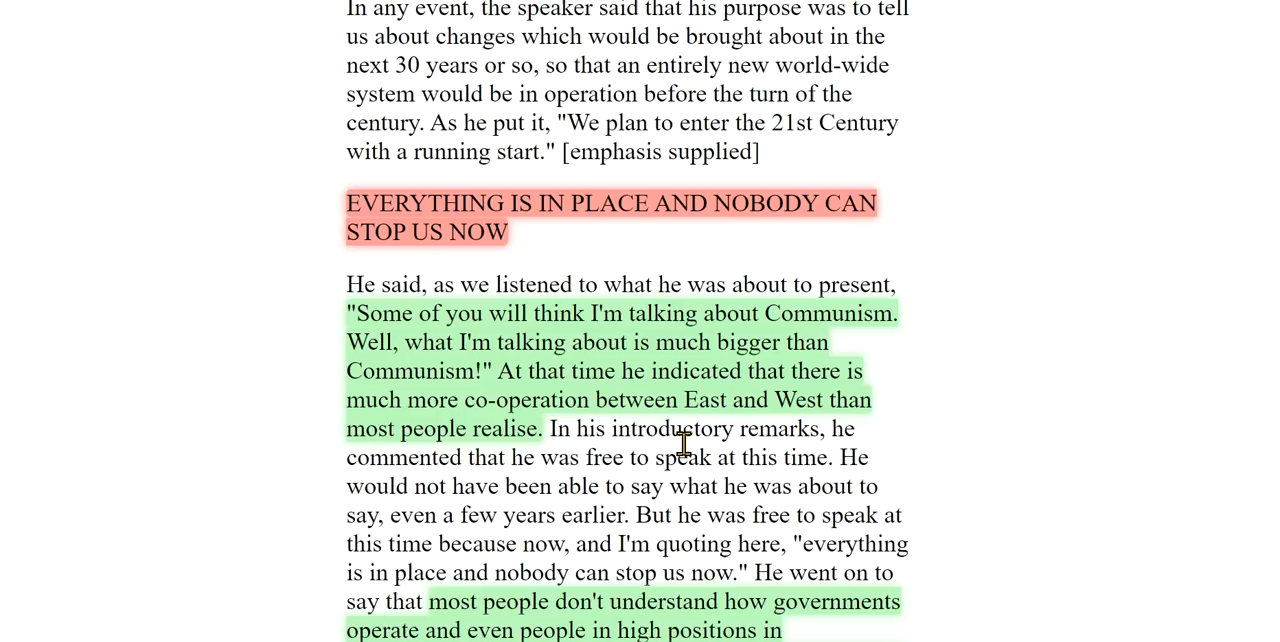 In any event, the speaker said that his purpose was to tell
us about changes which would be brought about in the
next 30 years or so, so that an entirely new world-wide
system would be in operation before the turn of the
century. As he put it, "We plan to enter the 21st Century
with a running start." [emphasis supplied]
EVERYTHING IS IN PLACE AND NOBODY CAN
STOP US NOW
He said, as we listened to what he was about to present,
"Some of you will think I'm talking about Communism.
Well, what I'm talking about is much bigger than
Communism!" At that time he indicated that there is
much more co-operation between East and West than
most people realise. In his introductory remarks, he
commented that he was free to speak at this time. He
would not have been able to say what he was about to
say, even a few years earlier. But he was free to speak at
this time because now, and I'm quoting here, "everything
is in place and nobody can stop us now." He went on to
say that most people don't understand how governments
operate and even people in high positions in